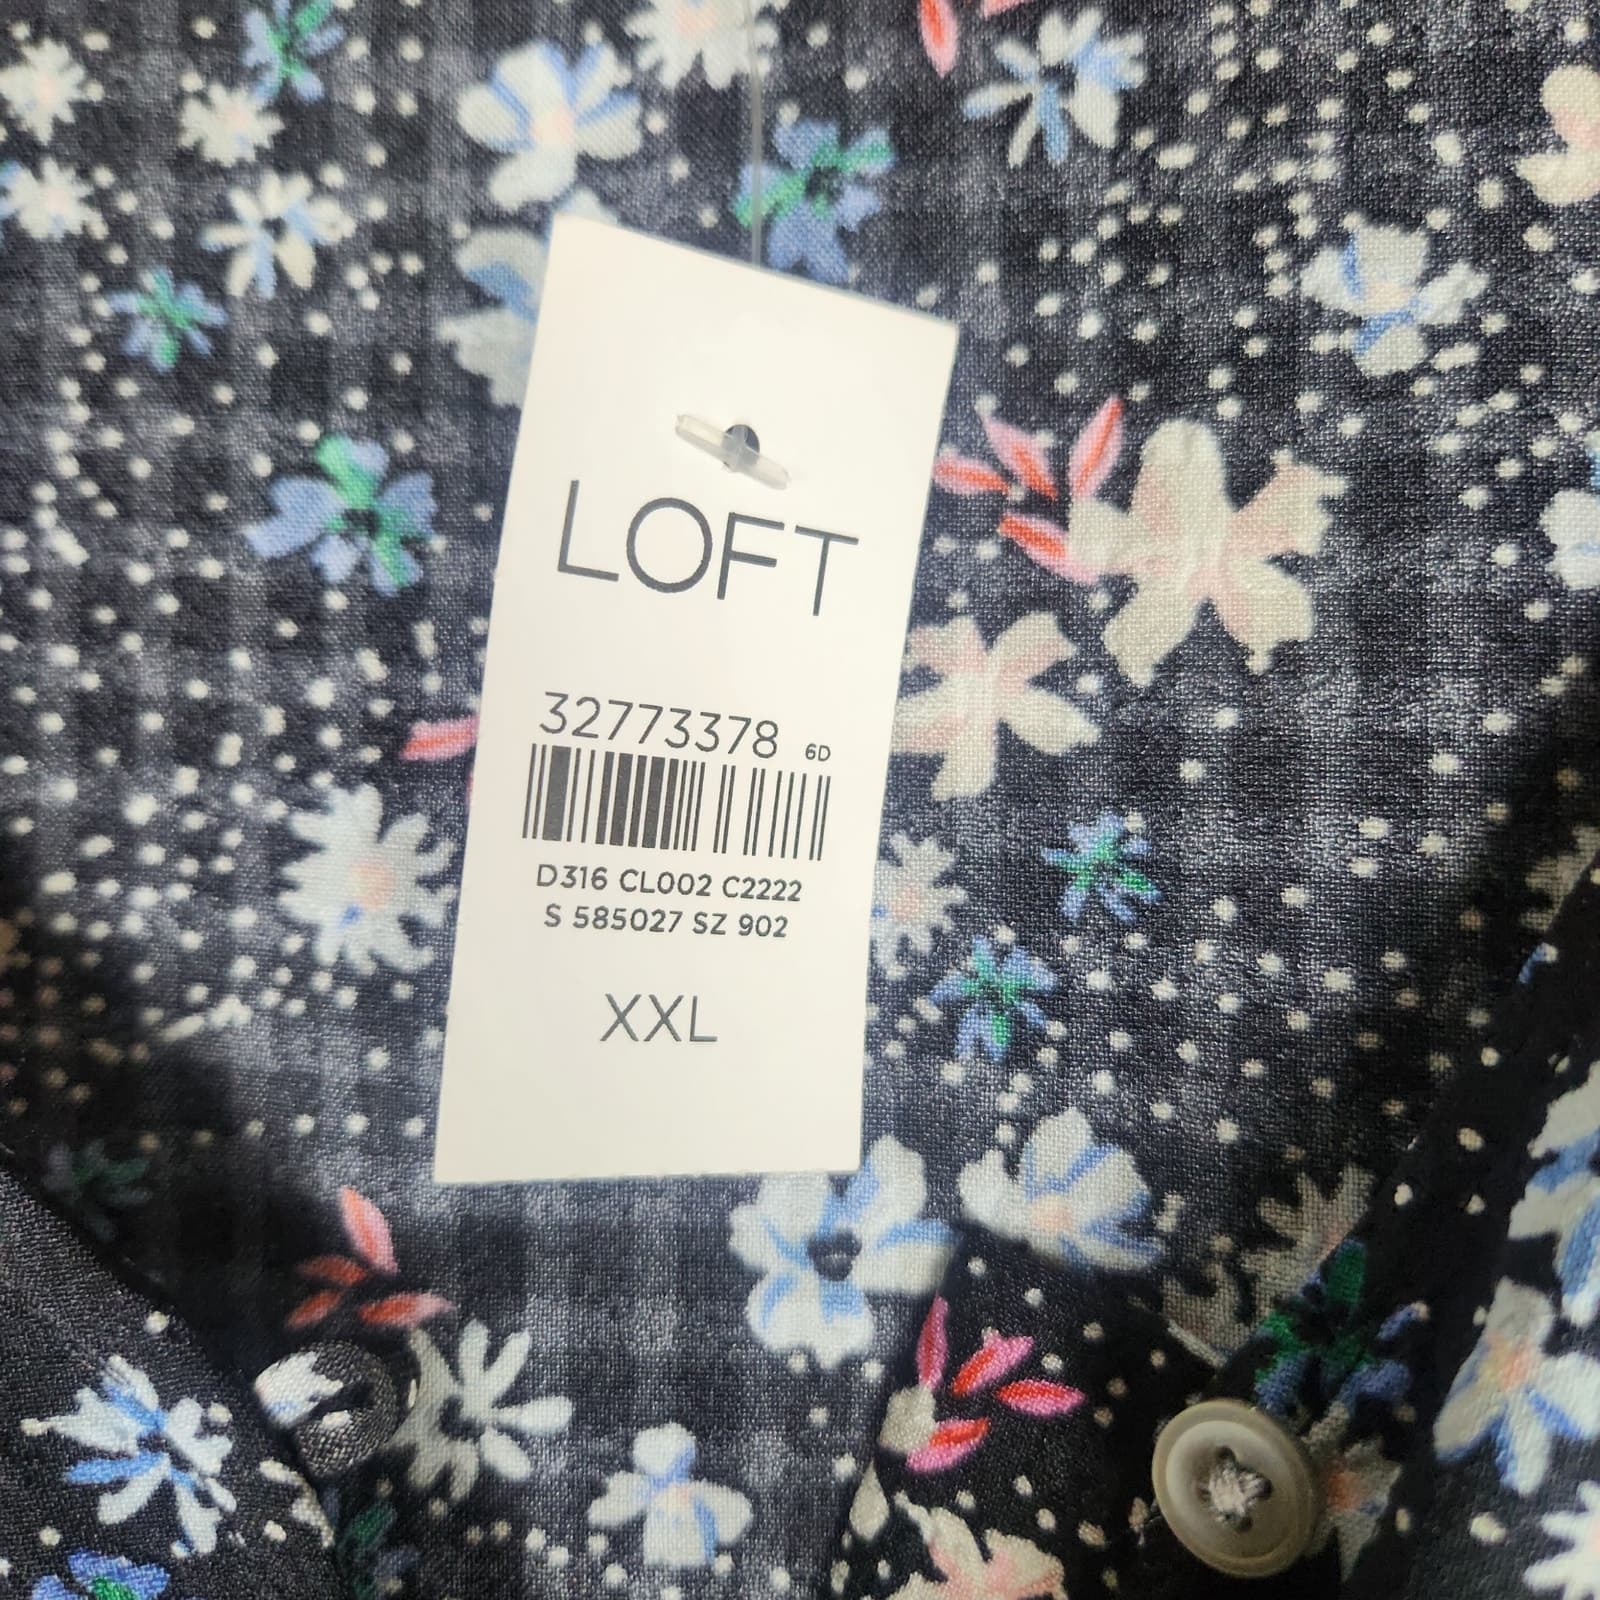 LOFT
32773378 6D
D316 CL002 C2222
S 585027 SZ 902
XXL